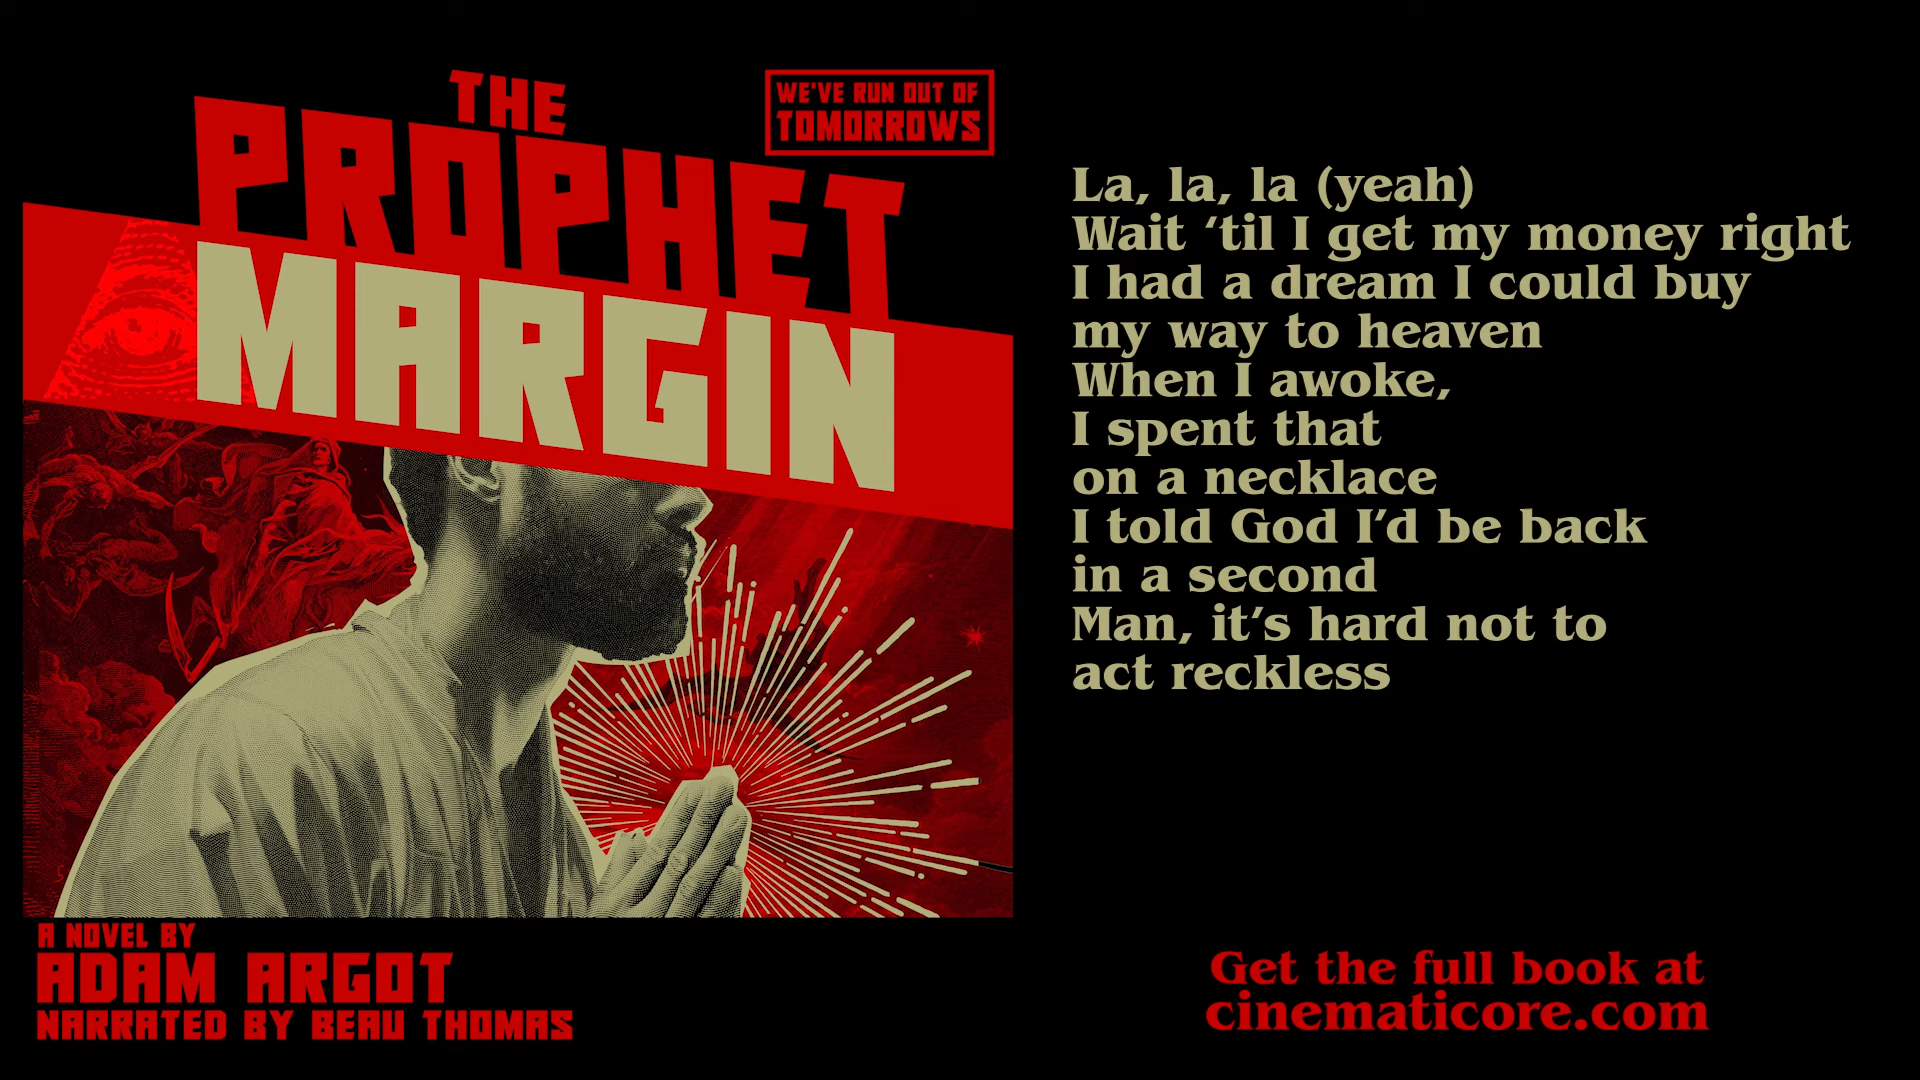 THE
PROPHET
MARGIN
WE'VE RUN OUT OF
TOMORROWS
A NOVEL BY
ADAM ARGOT
NARRATED BY BEAU THOMAS
La, la, la (yeah)
Wait ‘til I get my money right
I had a dream I could buy
my way to heaven
When I awoke,
I spent that
on a necklace
I told God I’d be back
in a second
Man, it’s hard not to
act reckless
Get the full book at
cinematicore.com